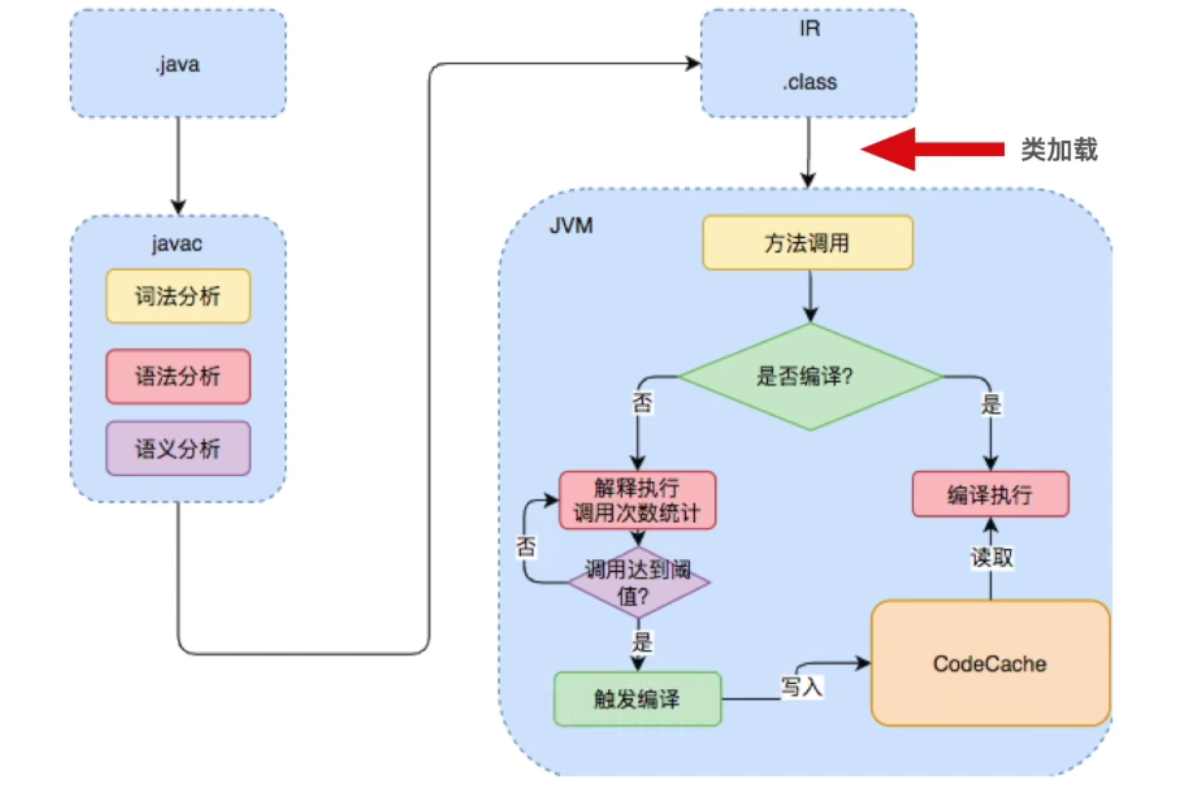 .java
javac
词法分析
语法分析
语义分析
IR
.class
类加载
JVM
方法调用
是否编译?
否
是
解释执行
调用次数统计
编译执行
否
调用达到阈
值?
读取
是
触发编译
写入
CodeCache